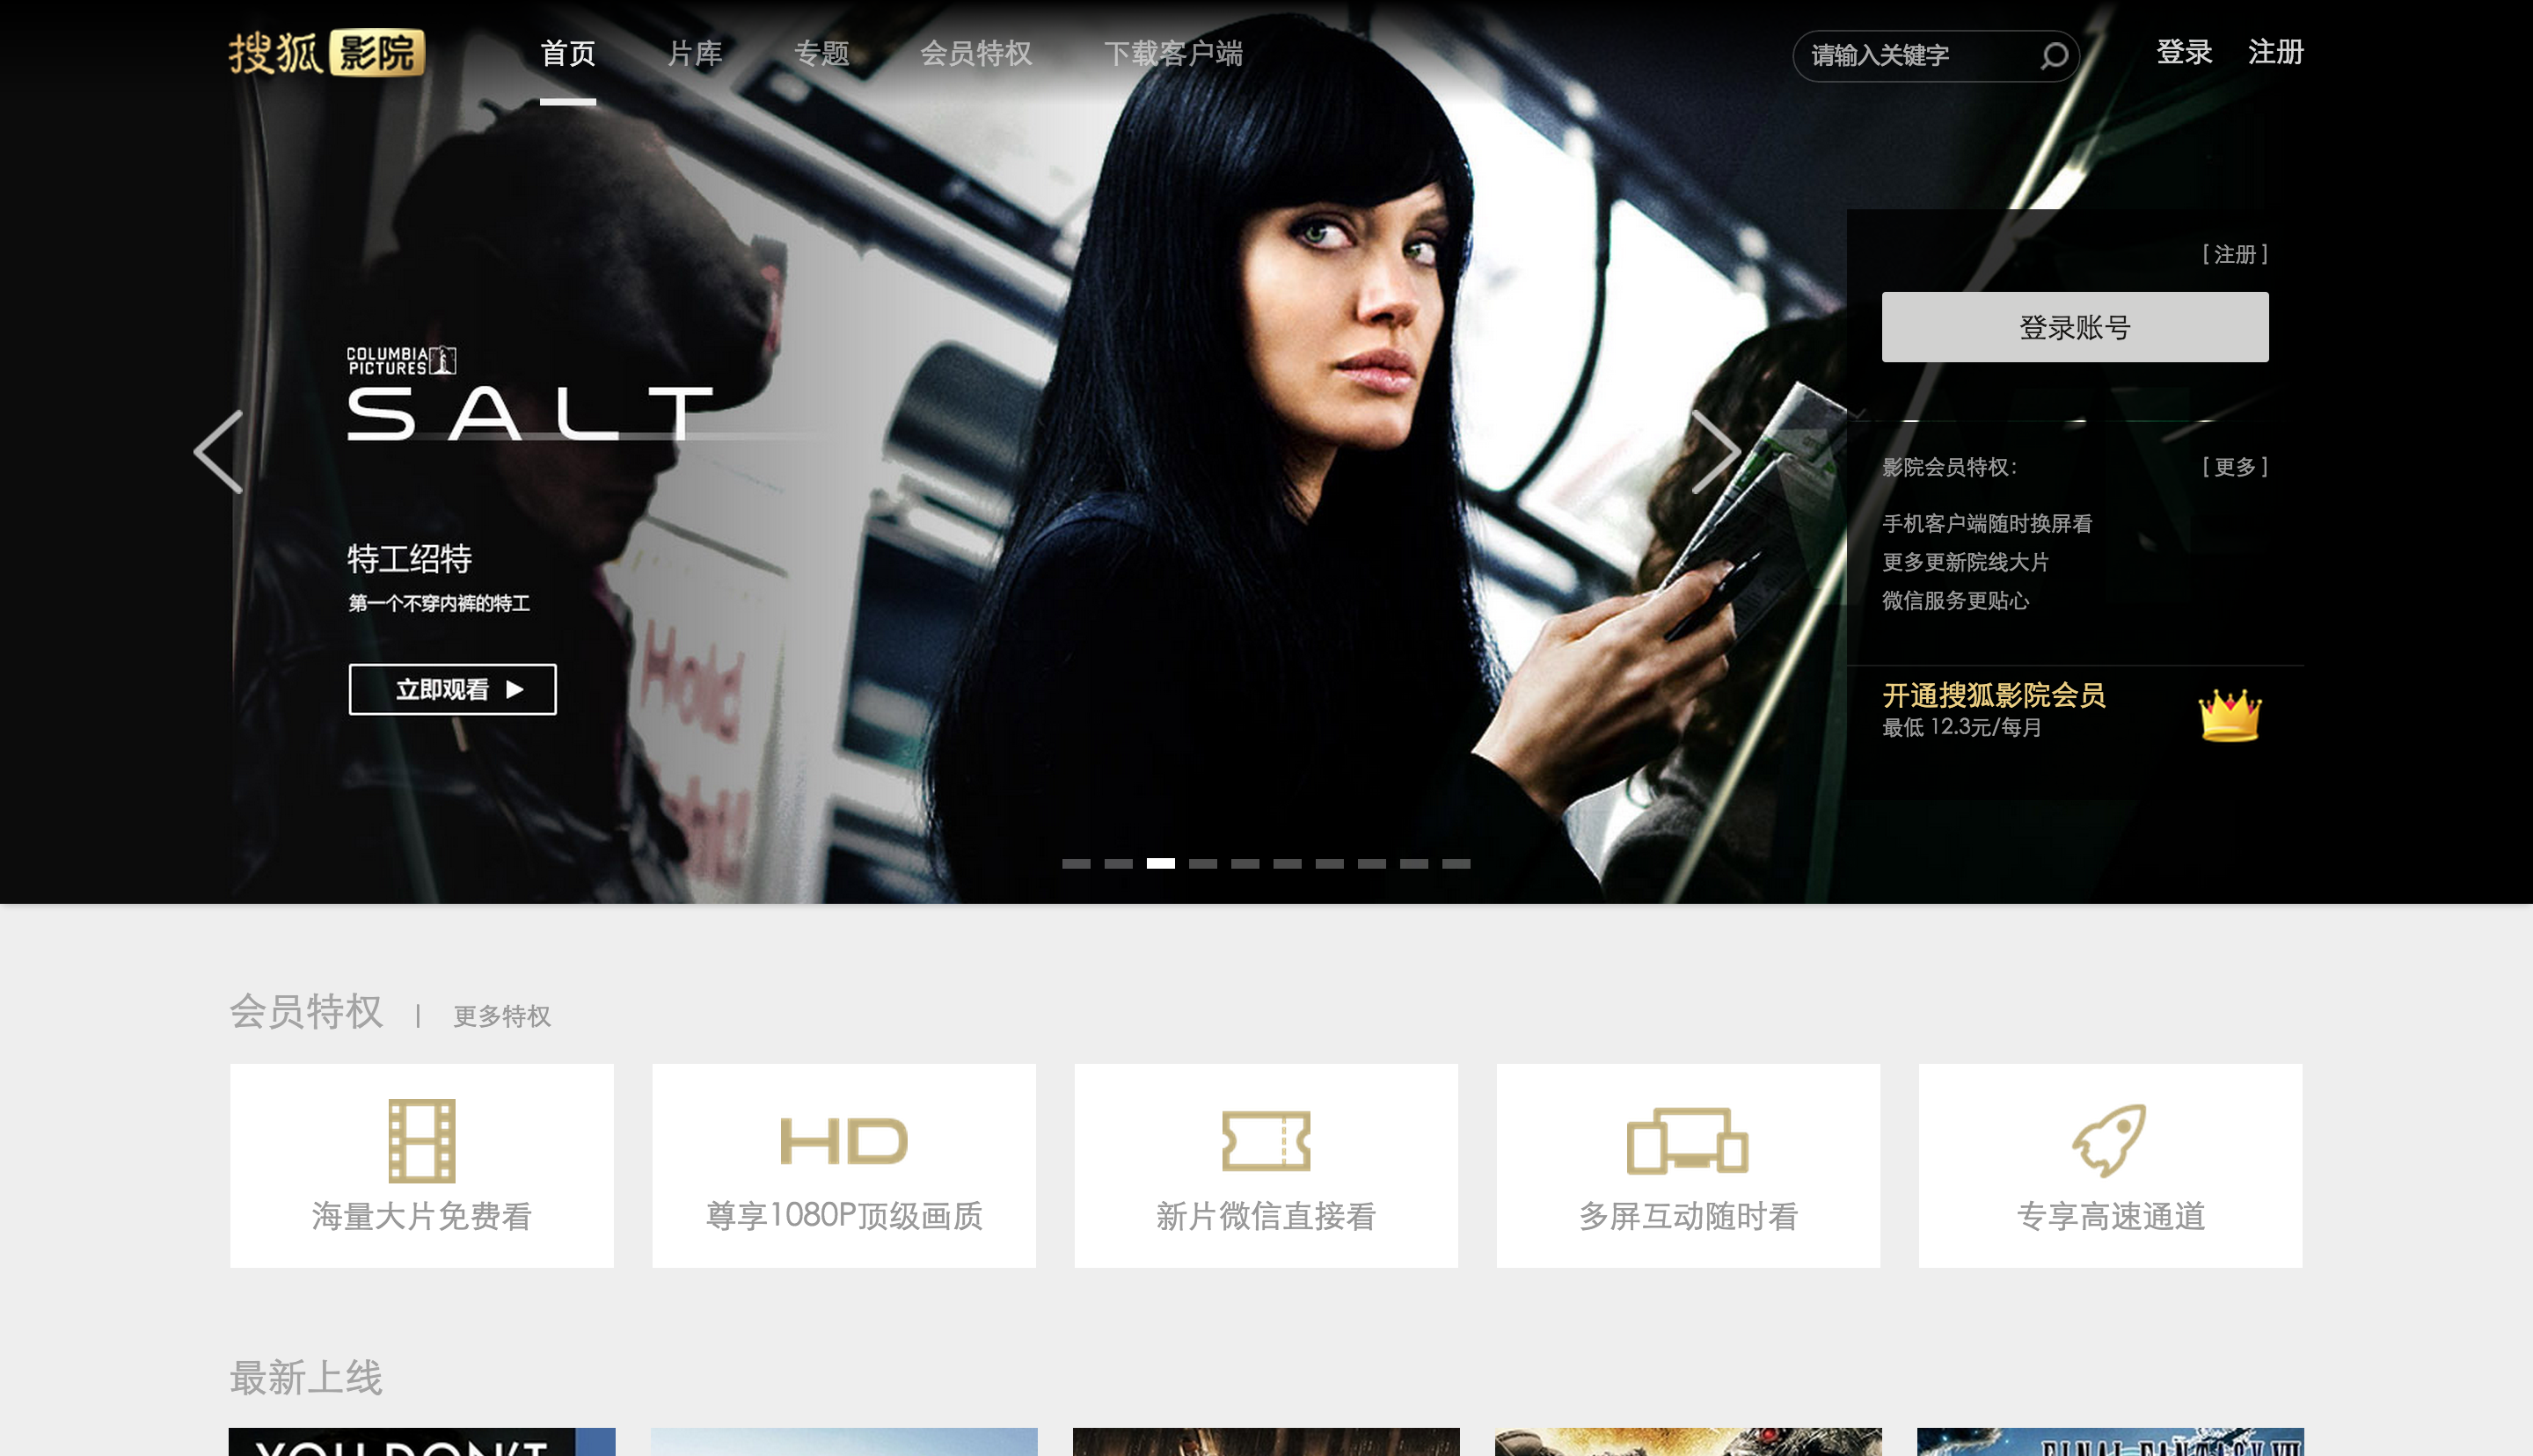 搜狐影院
首页 片库 专题 会员特权 下载客户端
请输入关键字
登录 注册
[ 注册 ]
登录账号
COLUMBIA
PICTURES
SALT
影院会员特权: [ 更多 ]
手机客户端随时换屏看
更多更新院线大片
微信服务更贴心
特工绍特
第一个不穿内裤的特工
立即观看
Hold
开通搜狐影院会员
最低 12.3元/每月
会员特权 | 更多特权
HD
海量大片免费看
尊享1080P顶级画质
新片微信直接看
多屏互动随时看
专享高速通道
最新上线
YOU DON'T
FINAL FANTASY VII